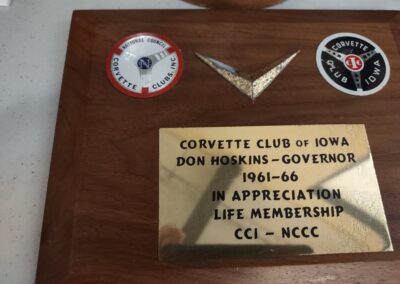 NATIONAL COUNCIL
CORVETTE CLUBS, INC.
CORVETTE
CLUB IOWA
CORVETTE CLUB OF IOWA
DON HOSKINS - GOVERNOR
1961-66
IN APPRECIATION
LIFE MEMBERSHIP
CCI - NCCC